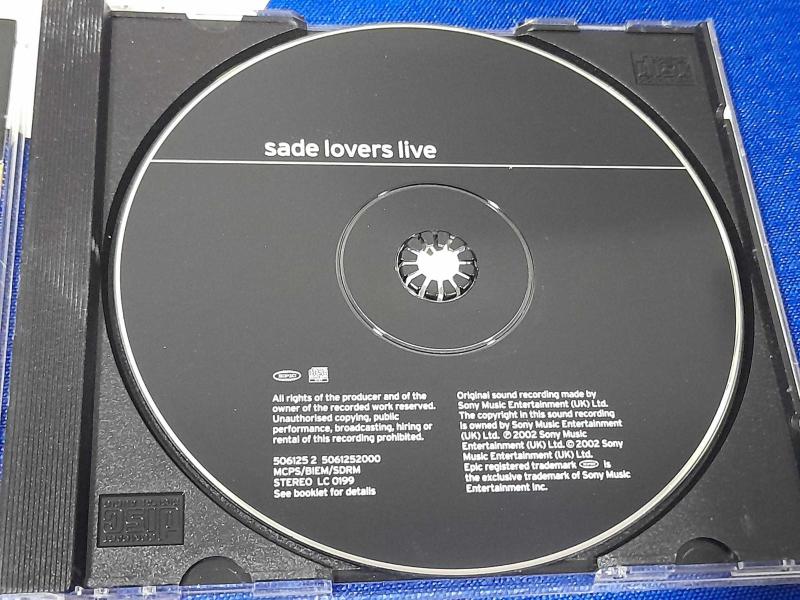 sade lovers live
EPIC
All rights of the producer and of the
owner of the recorded work reserved.
Unauthorised copying, public
performance, broadcasting, hiring or
rental of this recording prohibited.
506125 2 5061252000
MCPS/BIEM/SDRM
STEREO LC 0199
See booklet for details
Original sound recording made by
Sony Music Entertainment (UK) Ltd.
The copyright in this sound recording
is owned by Sony Music Entertainment
(UK) Ltd. ℗ 2002 Sony Music
Entertainment (UK) Ltd. © 2002 Sony
Music Entertainment (UK) Ltd.
Epic registered trademark EPIC is
the exclusive trademark of Sony Music
Entertainment Inc.
disc